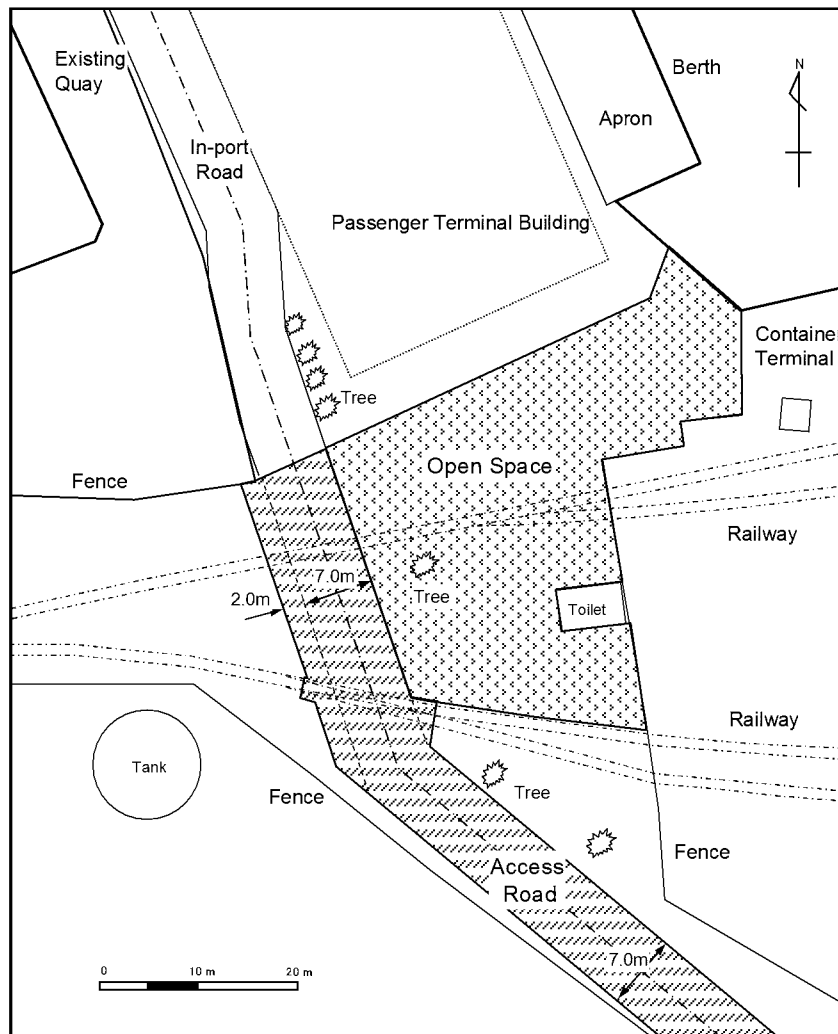 Existing
Quay
Berth
N
Apron
In-port
Road
Passenger Terminal Building
Container
Terminal
Tree
Open Space
Fence
Railway
7.0m
2.0m
Tree
Toilet
Railway
Tank
Fence
Tree
Fence
Access
Road
7.0m
0 10 m 20 m